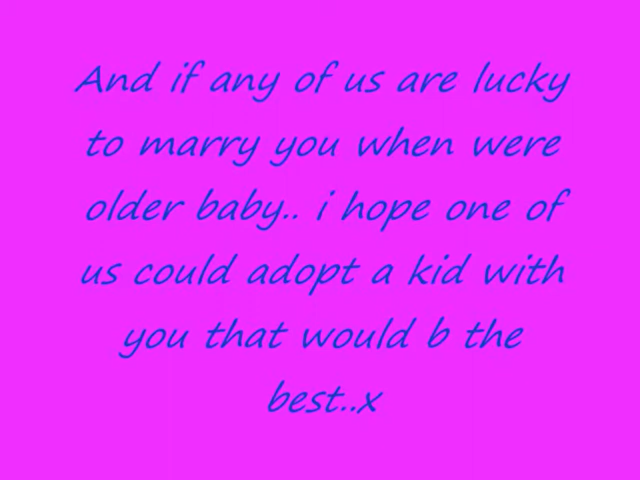 And if any of us are lucky
to marry you when were
older baby.. i hope one of
us could adopt a kid with
you that would b the
best..x